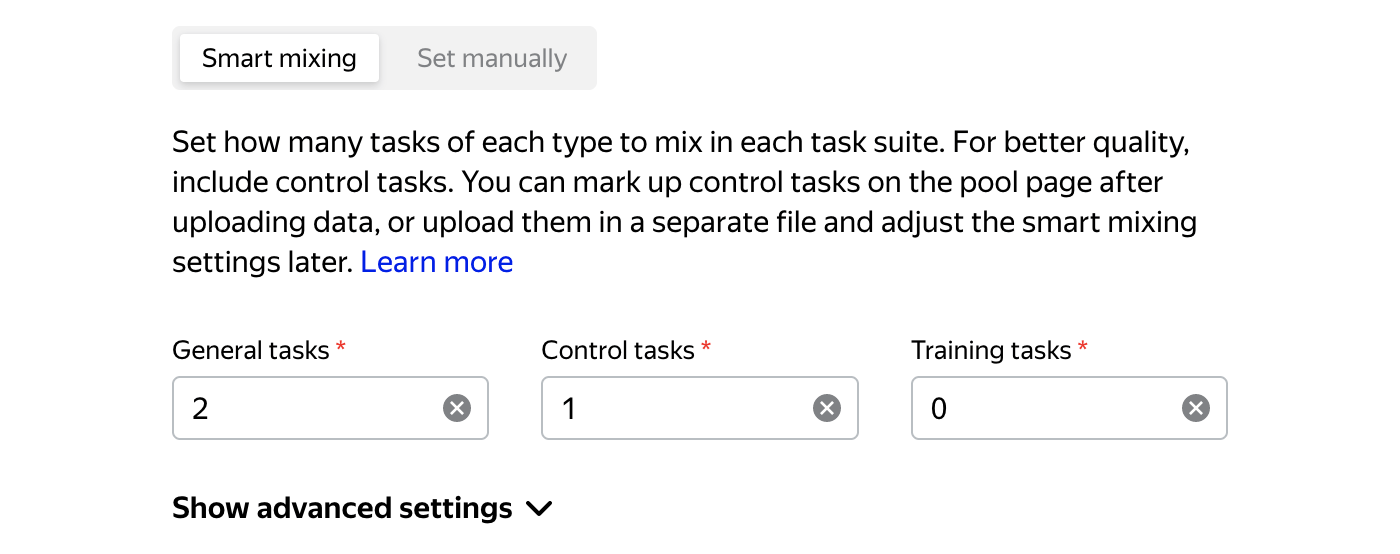 Smart mixing Set manually
Set how many tasks of each type to mix in each task suite. For better quality,
include control tasks. You can mark up control tasks on the pool page after
uploading data, or upload them in a separate file and adjust the smart mixing
settings later. Learn more
General tasks * Control tasks * Training tasks *
2 1 0
Show advanced settings